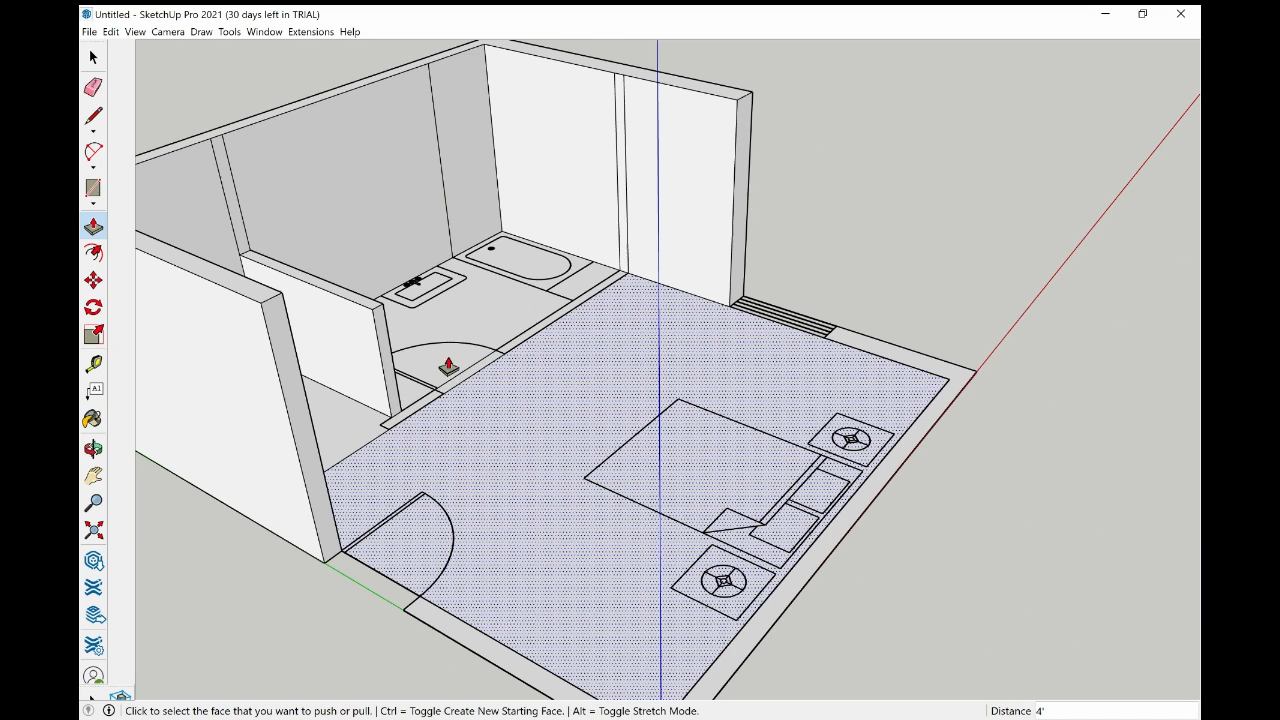 Untitled - SketchUp Pro 2021 (30 days left in TRIAL)
File Edit View Camera Draw Tools Window Extensions Help
A1
Click to select the face that you want to push or pull. | Ctrl = Toggle Create New Starting Face. | Alt = Toggle Stretch Mode.
Distance 4'